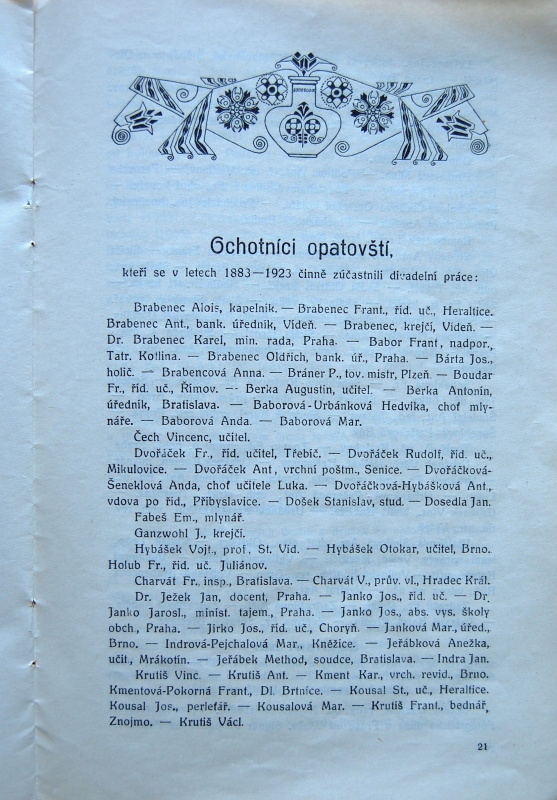 Ochotníci opatovští,
kteří se v letech 1883—1923 činně zúčastnili divadelní práce:
Brabenec Alois, kapelník. — Brabenec Frant., říd. uč., Heraltice.
Brabenec Ant., bank. úředník, Vídeň. — Brabenec, krejčí, Vídeň. —
Dr. Brabenec Karel, min. rada, Praha. — Babor Frant, nadpor.,
Tatr. Kotlina. — Brabenec Oldřich, bank. úř., Praha. — Bárta Jos.,
holič. — Brabencová Anna. — Bráner P., tov. mistr, Plzeň. — Boudar
Fr., říd. uč., Římov. — Berka Augustin, učitel. — Berka Antonín,
úředník, Bratislava. — Baborová-Urbánková Hedvika, choť mly-
náře. — Baborová Anda. — Baborová Mar.
Čech Vincenc, učitel.
Dvořáček Fr., říd. učitel, Třebíč. — Dvořáček Rudolf, říd. uč.,
Mikulovice. — Dvořáček Ant, vrchní poštm., Senice. — Dvořáčková-
Šeneklová Anda, choť učitele Luka. — Dvořáčková-Hybášková Ant.,
vdova po říd., Přibyslavice. — Došek Stanislav, stud. — Dosedla Jan.
Fabeš Em., mlynář.
Ganzwohl J., krejčí.
Hybášek Vojt., prof. St. Vid. — Hybášek Otokar, učitel, Brno.
Holub Fr., říd. uč. Juliánov.
Charvát Fr., insp., Bratislava. — Charvát V., prův. vl., Hradec Král.
Dr. Ježek Jan, docent, Praha. — Janko Jos., říd. uč. — Dr.
Janko Jarosl., minist. tajem., Praha. — Janko Jos., abs. vys. školy
obch., Praha. — Jirko Jos., říd. uč., Choryň. — Janková Mar., úřed.,
Brno. — Indrová-Pejchalová Mar., Kněžice. — Jeřábková Anežka,
učit., Mrákotín. — Jeřábek Method, soudce, Bratislava. — Indra Jan.
Krutiš Vinc. — Krutiš Ant. — Kment Kar., vrch. revid., Brno.
Kmentová-Pokorná Frant., Dl. Brtnice. — Kousal St., uč., Heraltice.
Kousal Jos., perleťář. — Kousalová Mar. — Krutiš Frant., bednář,
Znojmo. — Krutiš Václ.
21